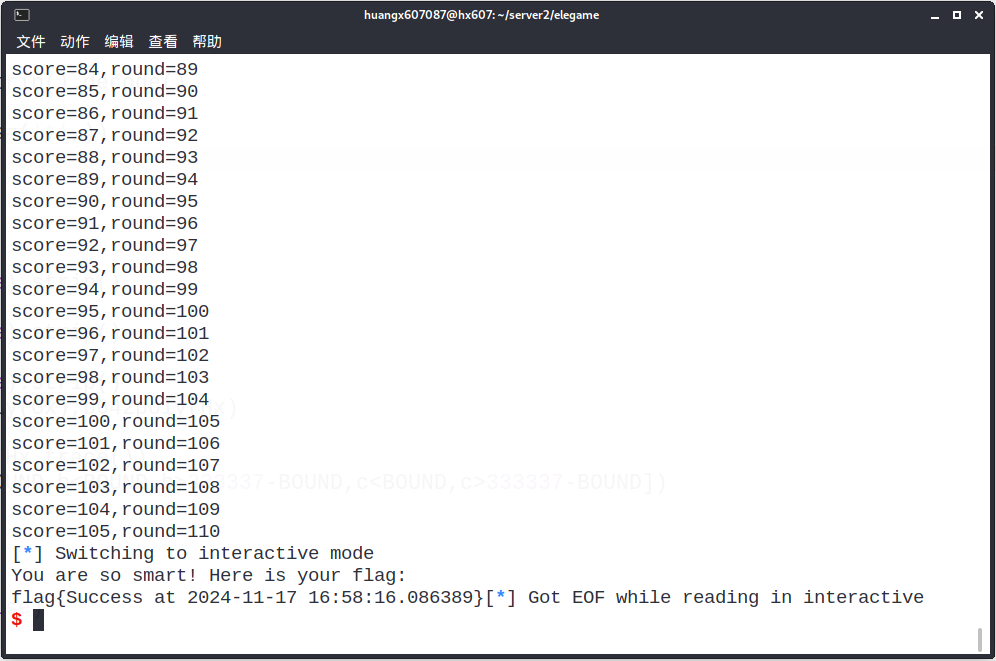 huangx607087@hx607: ~/server2/elegame
文件 动作 编辑 查看 帮助
score=84,round=89
score=85,round=90
score=86,round=91
score=87,round=92
score=88,round=93
score=89,round=94
score=90,round=95
score=91,round=96
score=92,round=97
score=93,round=98
score=94,round=99
score=95,round=100
score=96,round=101
score=97,round=102
score=98,round=103
score=99,round=104
score=100,round=105
score=101,round=106
score=102,round=107
score=103,round=108
337-BOUND,c<BOUND,c>333337-BOUND])
score=104,round=109
score=105,round=110
[*] Switching to interactive mode
You are so smart! Here is your flag:
flag{Success at 2024-11-17 16:58:16.086389}[*] Got EOF while reading in interactive
$